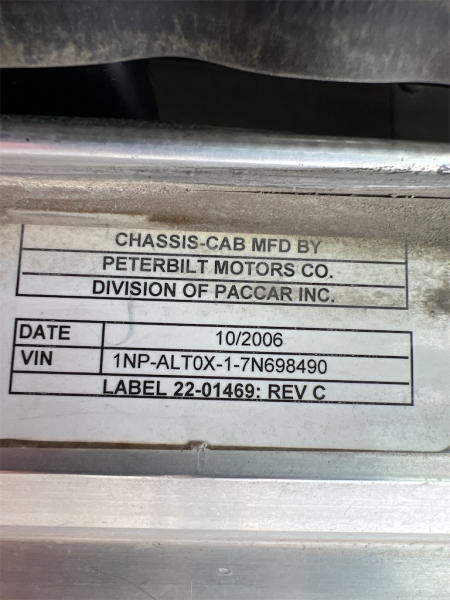 CHASSIS-CAB MFD BY
PETERBILT MOTORS CO.
DIVISION OF PACCAR INC.
DATE 10/2006
VIN 1NP-ALT0X-1-7N698490
LABEL 22-01469: REV C